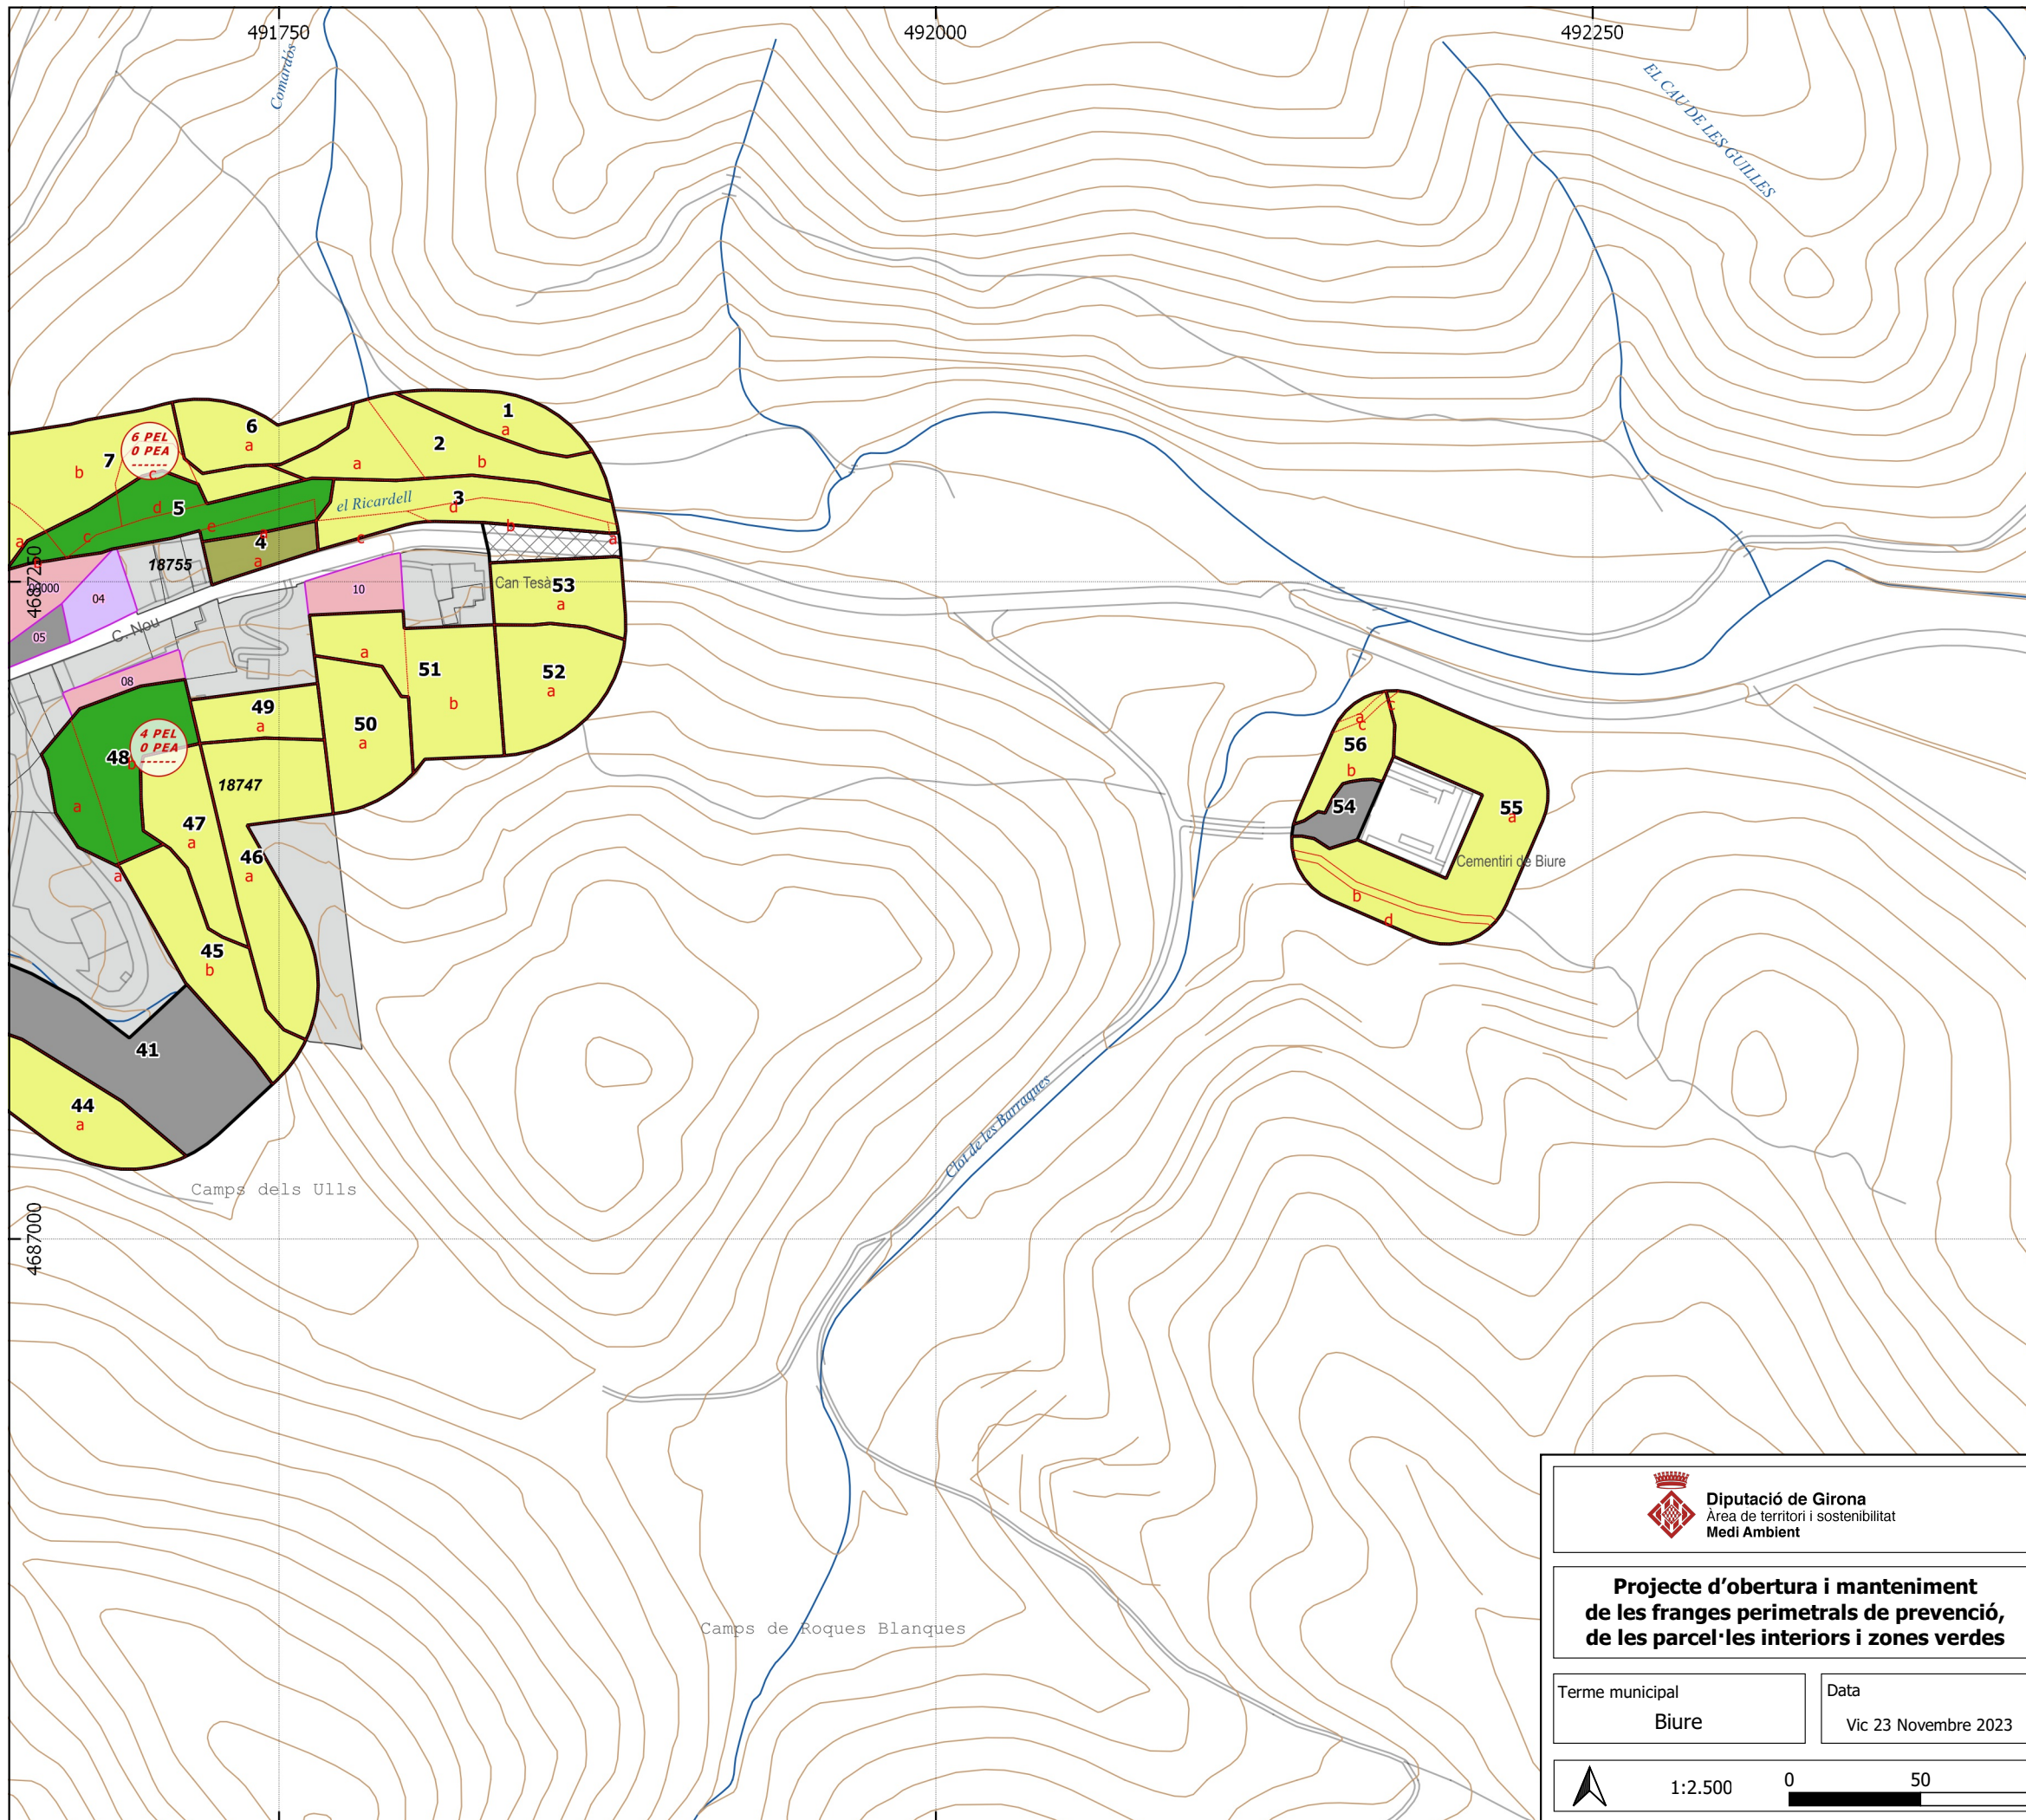 491750
492000
492250
Comardós
EL CAU DE LES GUILLES
1
a
6
a
2
6 PEL
0 PEA
------
7
b
c
a
b
3
el Ricardell
d
5
d
e
a
b
c
a
4
a
c
a
18755
4687250
04
10
Can Tesà
53
a
05
C. Nou
08
a
51
52
a
b
49
a
50
a
4 PEL
0 PEA
------
48
b
a
18747
47
a
46
a
a
45
b
41
44
a
a
c
c
56
b
54
55
a
Cementiri de Biure
b
d
Clot de les Barraques
Camps dels Ulls
4687000
Camps de Roques Blanques
Diputació de Girona
Àrea de territori i sostenibilitat
Medi Ambient
Projecte d’obertura i manteniment
de les franges perimetrals de prevenció,
de les parcel·les interiors i zones verdes
Terme municipal
Biure
Data
Vic 23 Novembre 2023
1:2.500
0
50